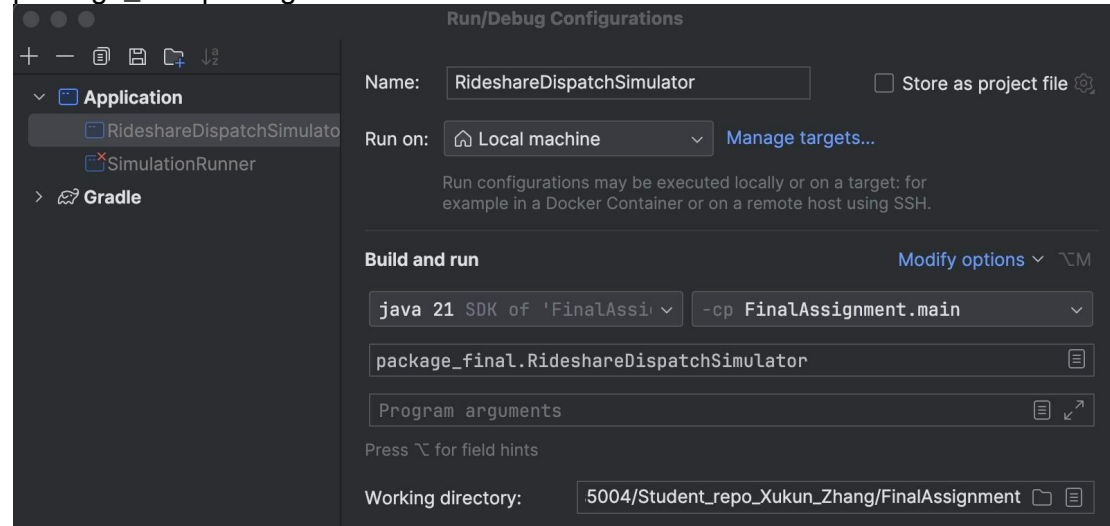 Run/Debug Configurations
Name: RideshareDispatchSimulator Store as project file
Application
RideshareDispatchSimulato
Run on: Local machine Manage targets...
SimulationRunner
Run configurations may be executed locally or on a target: for
Gradle
example in a Docker Container or on a remote host using SSH.
Build and run Modify options ⌥M
java 21 SDK of 'FinalAssi -cp FinalAssignment.main
package_final.RideshareDispatchSimulator
Program arguments
Press ⌥ for field hints
Working directory: 5004/Student_repo_Xukun_Zhang/FinalAssignment